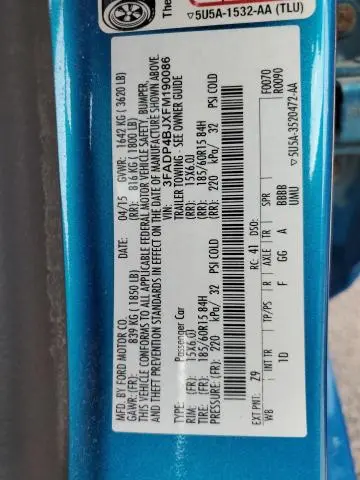 The
▽5U5A-1532-AA (TLU)
MFD. BY FORD MOTOR CO.
DATE: 04/15 GVWR: 1642 KG ( 3620 LB)
GAWR: (FR): 839 KG ( 1850 LB) (RR): 816 KG ( 1800 LB)
THIS VEHICLE CONFORMS TO ALL APPLICABLE FEDERAL MOTOR VEHICLE SAFETY, BUMPER,
AND THEFT PREVENTION STANDARDS IN EFFECT ON THE DATE OF MANUFACTURE SHOWN ABOVE.
VIN: 3FADP4BJXFM190086
TYPE: Passenger Car TRAILER TOWING - SEE OWNER MANUAL
RIM: (FR) 15X6.0J (RR) 15X6.0J
TIRES: (FR) 185/60R15 84H (RR) 185/60R15 84H
PRESSURE: (FR) 220 kPa/ 32 PSI COLD (RR) 220 kPa/ 32 PSI COLD
EXT PNT: Z9 RC: 41 DSO: F0070
R0090
WB INT TR TP/PS R AXLE TR SPR
1D F GG A BBBB
UMU
▽5U5A-3520472-AA